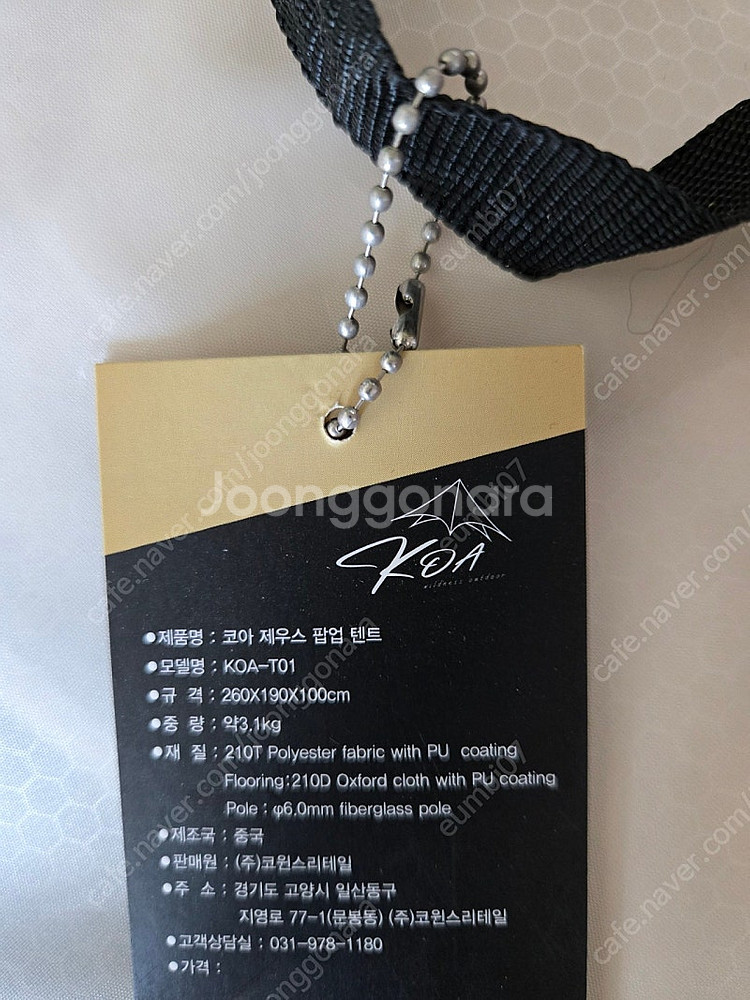 Joonggonara
KOA
wildness outdoor
●제품명 : 코아 제우스 팝업 텐트
●모델명 : KOA-T01
●규 격 : 260X190X100cm
●중 량 : 약3.1kg
●재 질 : 210T Polyester fabric with PU coating
Flooring:210D Oxford cloth with PU coating
Pole : φ6.0mm fiberglass pole
●제조국 : 중국
●판매원 : (주)코윈스리테일
●주 소 : 경기도 고양시 일산동구
지영로 77-1(문봉동) (주)코윈스리테일
●고객상담실 : 031-978-1180
●가격 :
cafe.naver.com/joonggonara
eumbi07
cafe.naver.com